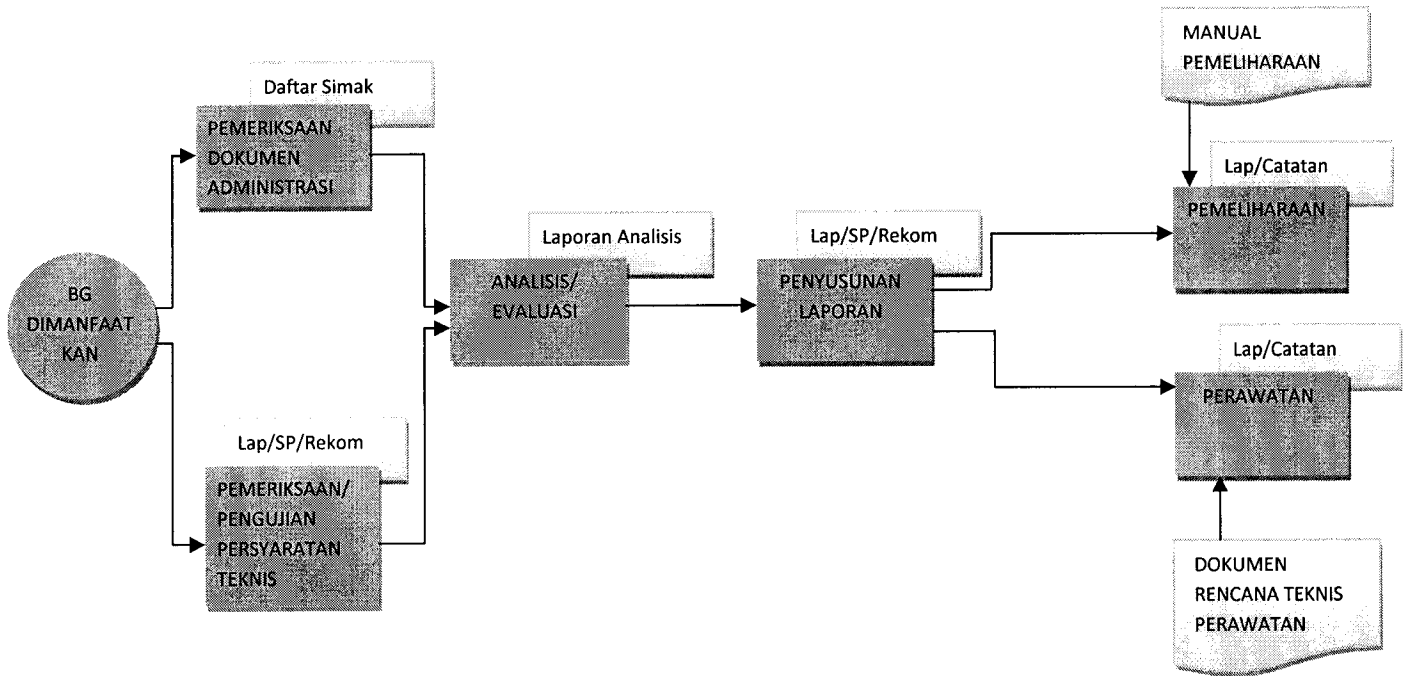 MANUAL
PEMELIHARAAN
Daftar Simak
PEMERIKSAAN
DOKUMEN
ADMINISTRASI
Lap/Catatan
PEMELIHARAAN
Laporan Analisis
ANALISIS/
EVALUASI
Lap/SP/Rekom
PENYUSUNAN
LAPORAN
BG
DIMANFAAT
KAN
Lap/Catatan
PERAWATAN
Lap/SP/Rekom
PEMERIKSAAN/
PENGUJIAN
PERSYARATAN
TEKNIS
DOKUMEN
RENCANA TEKNIS
PERAWATAN